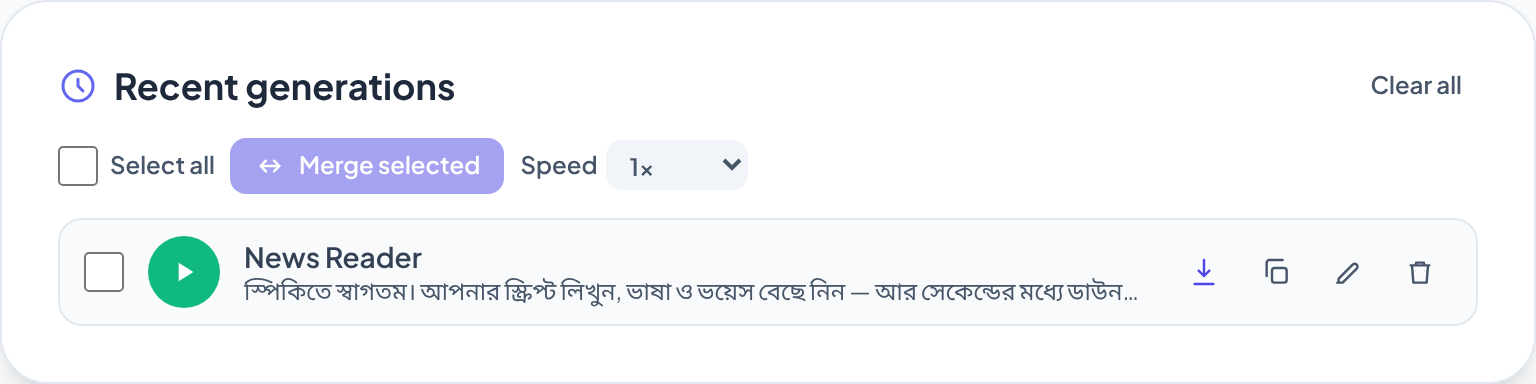 Recent generations
Clear all
Select all
Merge selected
Speed
1×
News Reader
স্পিকিতে স্বাগতম। আপনার স্ক্রিপ্ট লিখুন, ভাষা ও ভয়েস বেছে নিন — আর সেকেন্ডের মধ্যে ডাউন...